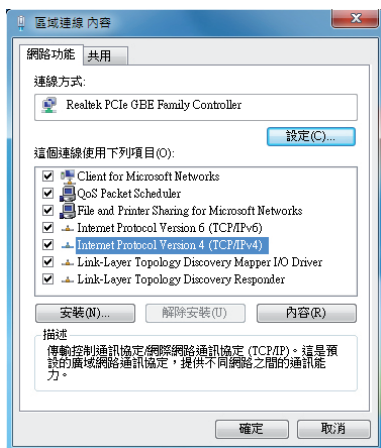 區域連線 內容
網路功能 共用
連線方式:
Realtek PCIe GBE Family Controller
設定(C)...
這個連線使用下列項目(O):
Client for Microsoft Networks
QoS Packet Scheduler
File and Printer Sharing for Microsoft Networks
Internet Protocol Version 6 (TCP/IPv6)
Internet Protocol Version 4 (TCP/IPv4)
Link-Layer Topology Discovery Mapper I/O Driver
Link-Layer Topology Discovery Responder
安裝(N)... 解除安裝(U) 內容(R)
描述
傳輸控制通訊協定/網際網路通訊協定 (TCP/IP)。這是預
設的廣域網路通訊協定，提供不同網路之間的通訊能
力。
確定 取消